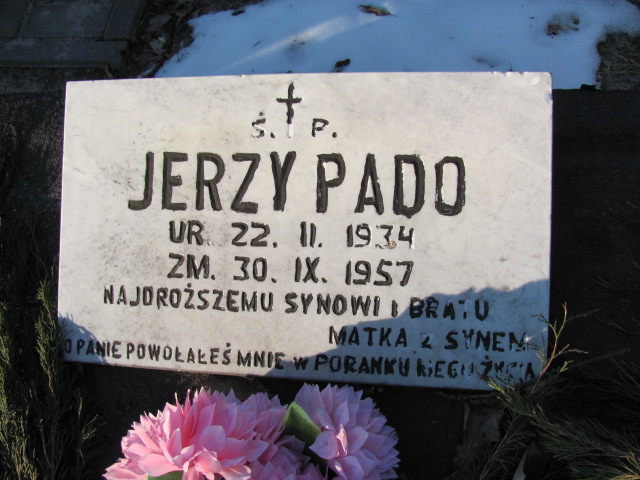 Ś. P.
JERZY PADO
UR. 22. II. 1934
ZM. 30. IX. 1957
NAJDROŻSZEMU SYNOWI I BRATU
MATKA Z SYNEM
O PANIE POWOŁAŁEŚ MNIE W PORANKU MEGO ŻYCIA